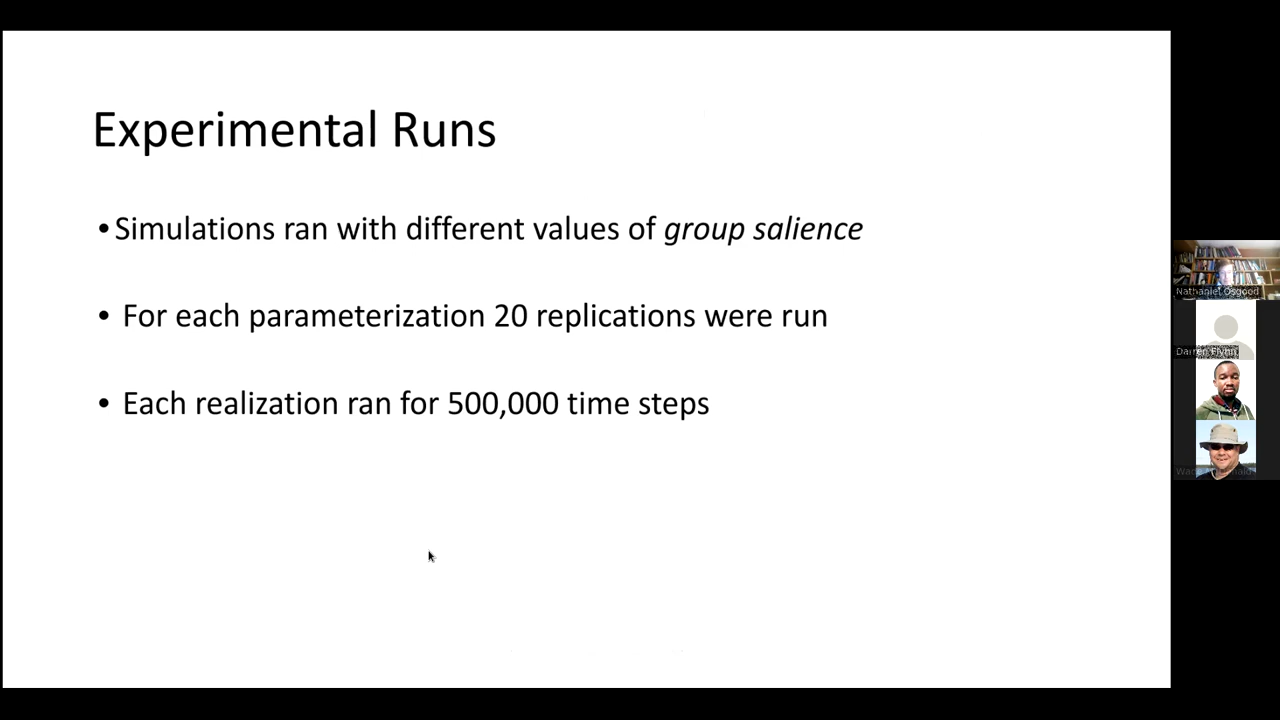 Experimental Runs
• Simulations ran with different values of group salience
• For each parameterization 20 replications were run
• Each realization ran for 500,000 time steps
Nathaniel Osgood
Darren Flynn